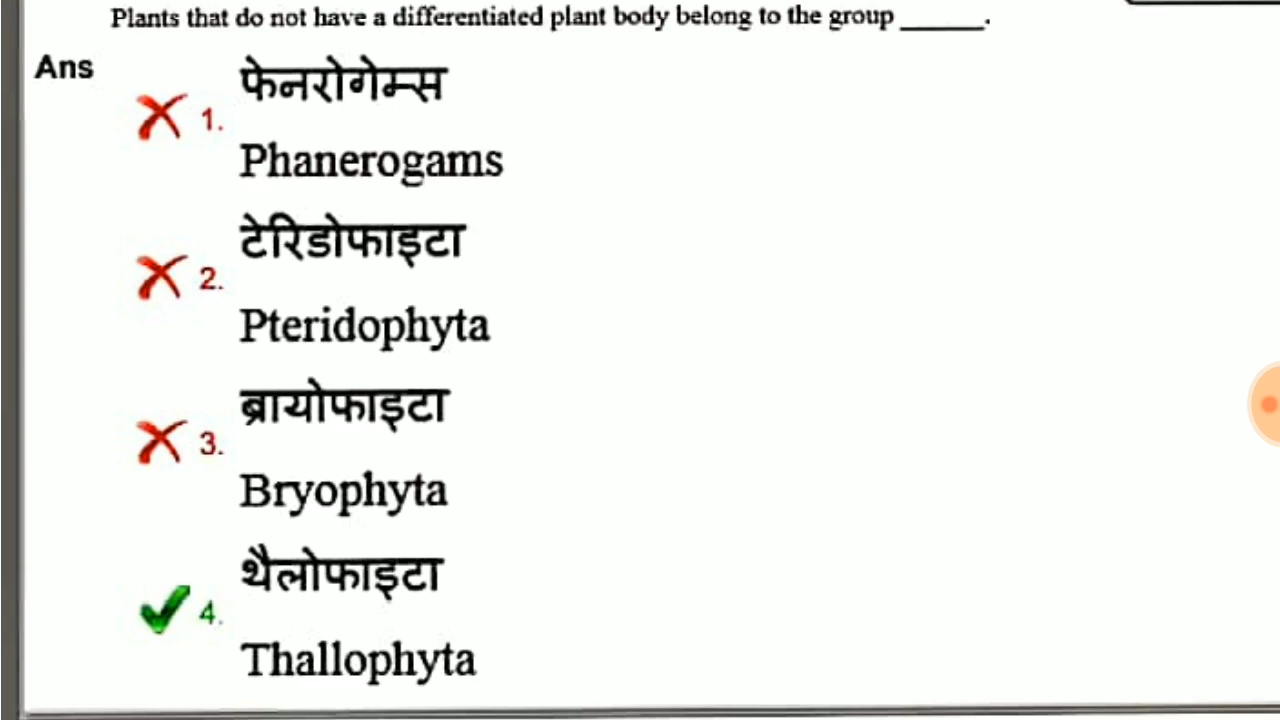 Plants that do not have a differentiated plant body belong to the group ______.
Ans
1. फेनरोगेम्स
Phanerogams
2. टेरिडोफाइटा
Pteridophyta
3. ब्रायोफाइटा
Bryophyta
4. थैलोफाइटा
Thallophyta